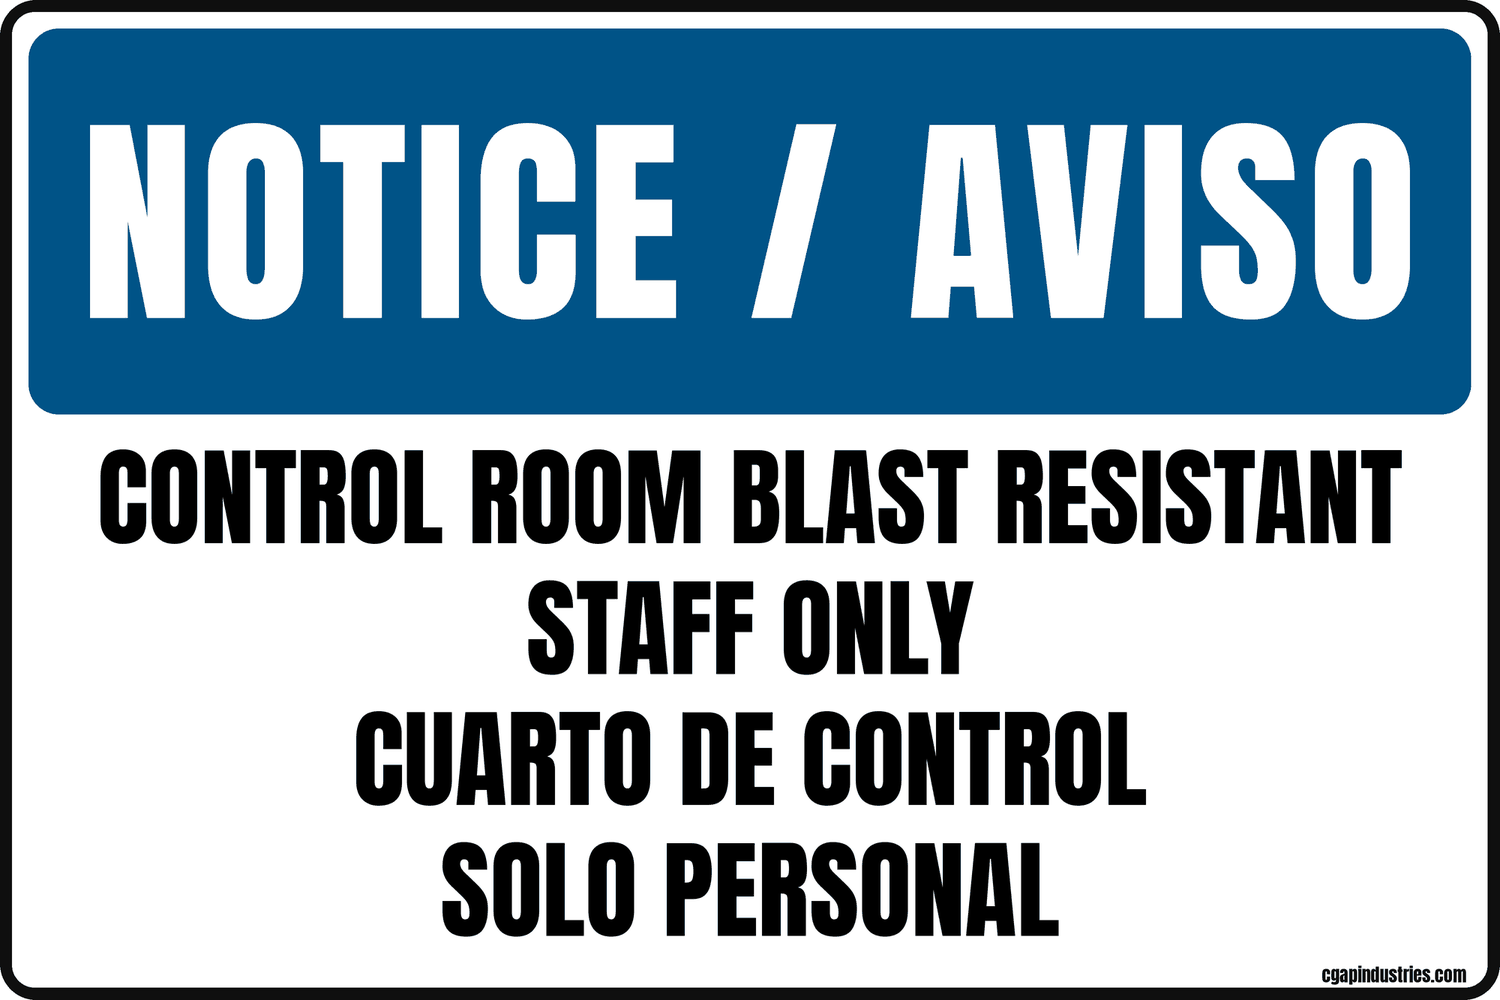 NOTICE / AVISO
CONTROL ROOM BLAST RESISTANT
STAFF ONLY
CUARTO DE CONTROL
SOLO PERSONAL
cgapindustries.com